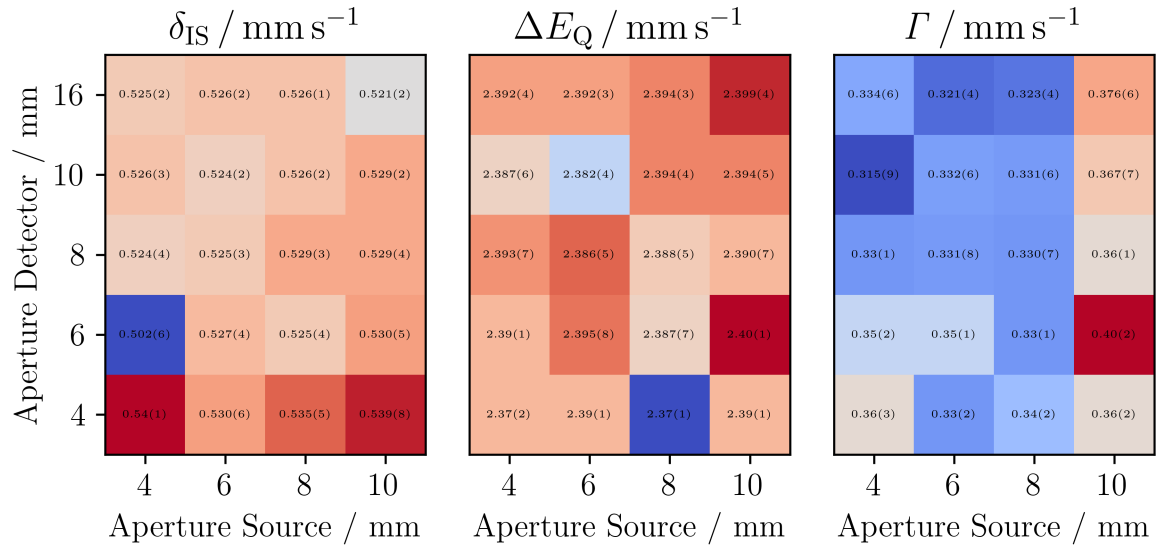 δ_IS / mm s⁻¹ ΔE_Q / mm s⁻¹ Γ / mm s⁻¹
Aperture Detector / mm
16 0.525(2) 0.526(2) 0.526(1) 0.521(2) 2.392(4) 2.392(3) 2.394(3) 2.399(4) 0.334(6) 0.321(4) 0.323(4) 0.376(6)
10 0.526(3) 0.524(2) 0.526(2) 0.529(2) 2.387(6) 2.382(4) 2.394(4) 2.394(5) 0.315(9) 0.332(6) 0.331(6) 0.367(7)
8 0.524(4) 0.525(3) 0.529(3) 0.529(4) 2.393(7) 2.386(5) 2.388(5) 2.390(7) 0.33(1) 0.331(8) 0.330(7) 0.36(1)
6 0.502(6) 0.527(4) 0.525(4) 0.530(5) 2.39(1) 2.395(8) 2.387(7) 2.40(1) 0.35(2) 0.35(1) 0.33(1) 0.40(2)
4 0.54(1) 0.530(6) 0.535(5) 0.539(8) 2.37(2) 2.39(1) 2.37(1) 2.39(1) 0.36(3) 0.33(2) 0.34(2) 0.36(2)
4 6 8 10 4 6 8 10 4 6 8 10
Aperture Source / mm Aperture Source / mm Aperture Source / mm